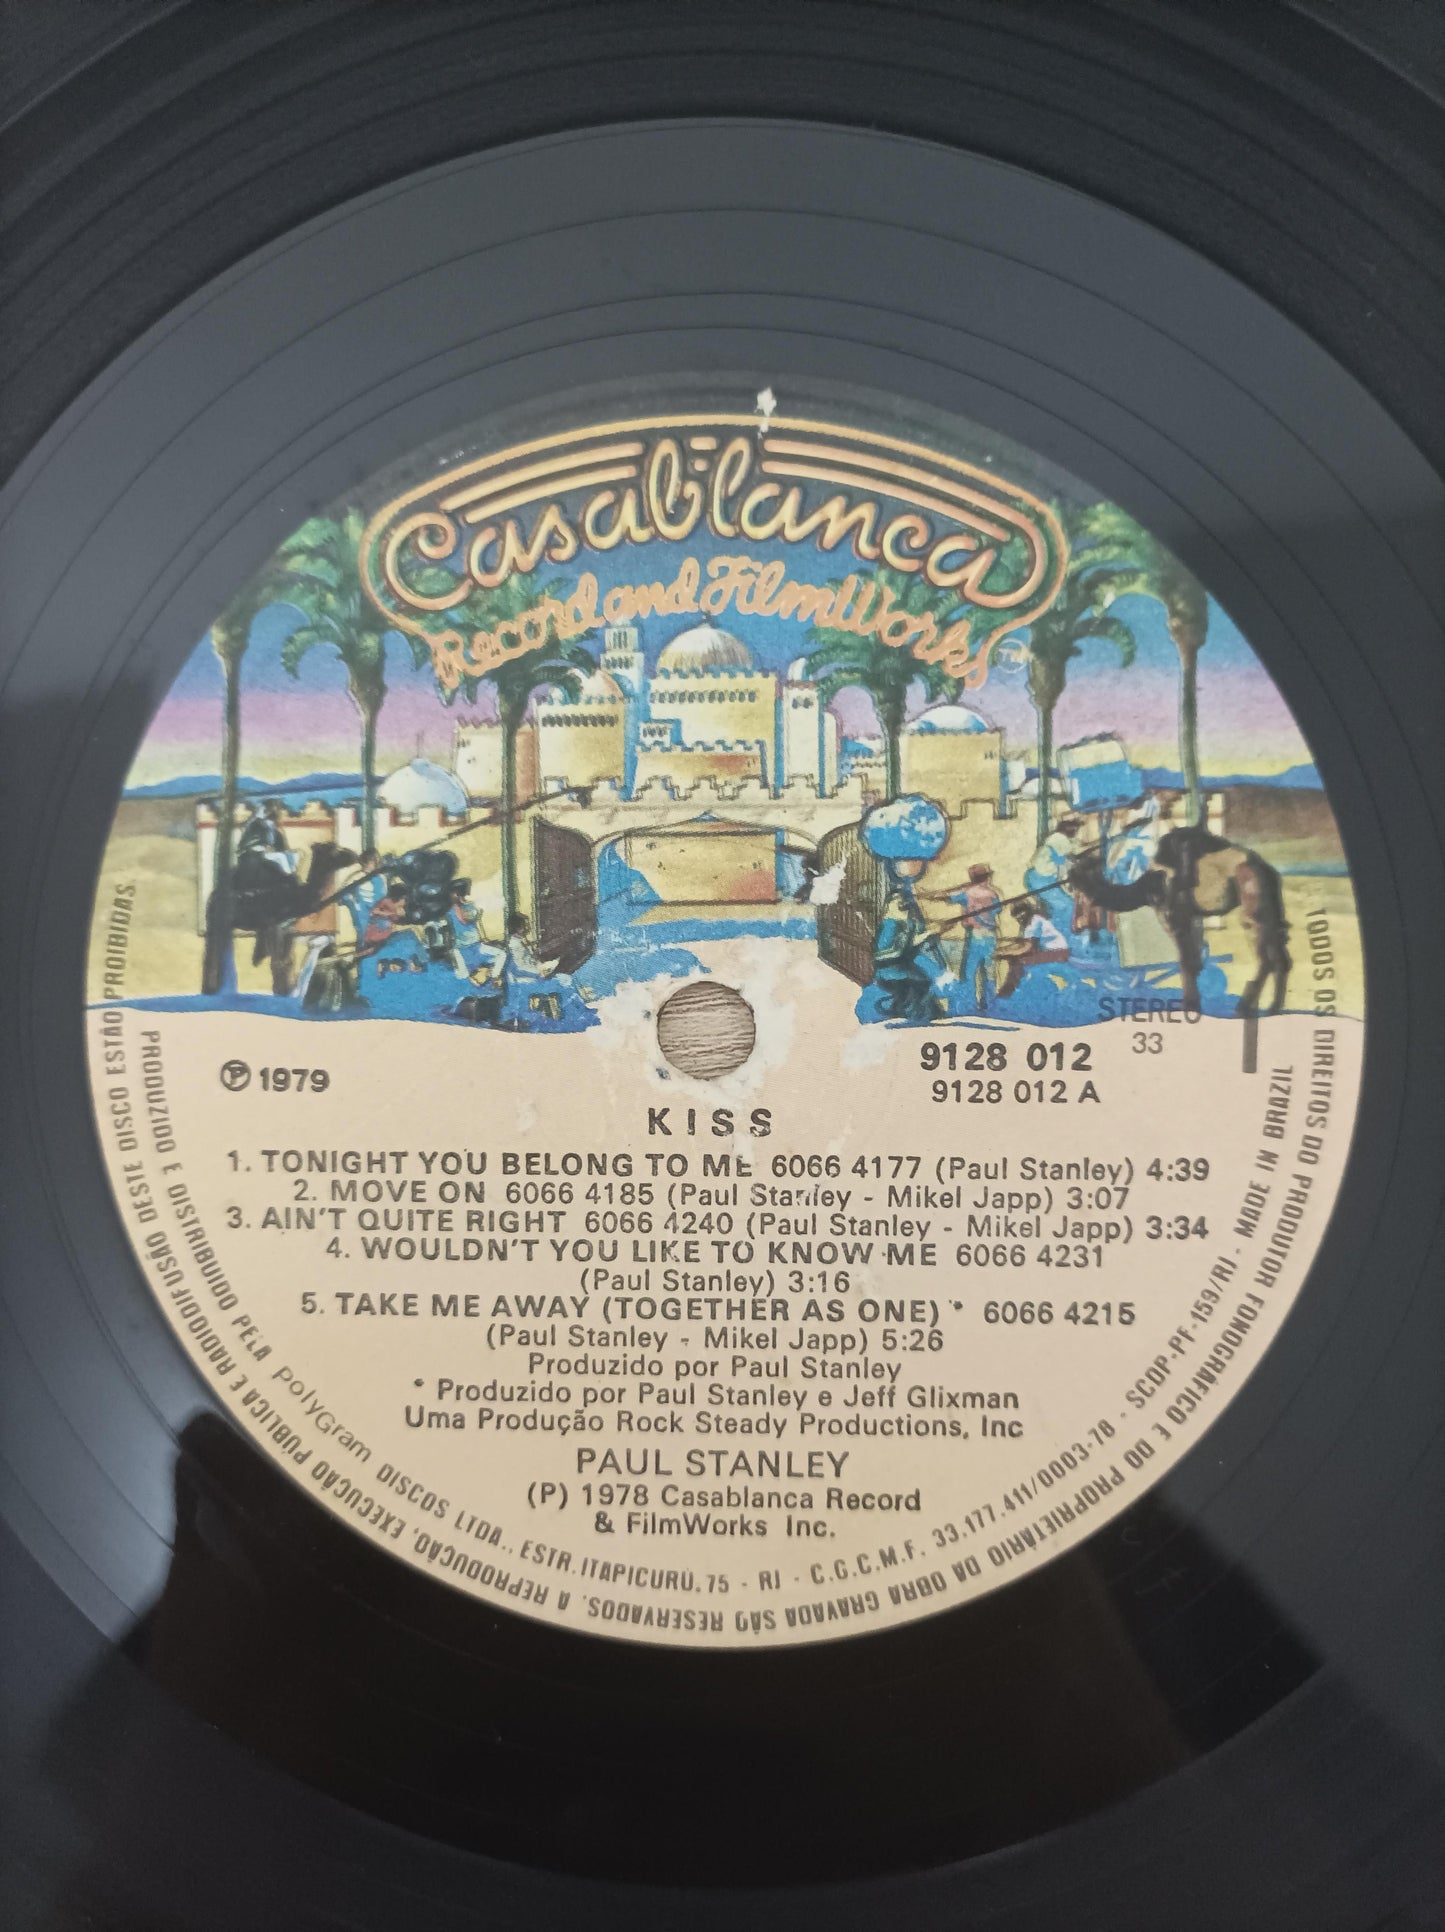 Casablanca
Record and FilmWorks TM
STEREO
33
℗ 1979
9128 012
9128 012 A
KISS
1. TONIGHT YOU BELONG TO ME 6066 4177 (Paul Stanley) 4:39
2. MOVE ON 6066 4185 (Paul Stanley - Mikel Japp) 3:07
3. AIN'T QUITE RIGHT 6066 4240 (Paul Stanley - Mikel Japp) 3:34
4. WOULDN'T YOU LIKE TO KNOW ME 6066 4231
(Paul Stanley) 3:16
5. TAKE ME AWAY (TOGETHER AS ONE) * 6066 4215
(Paul Stanley - Mikel Japp) 5:26
Produzido por Paul Stanley
* Produzido por Paul Stanley e Jeff Glixman
Uma Produção Rock Steady Productions, Inc
PAUL STANLEY
(P) 1978 Casablanca Record
& FilmWorks Inc.
PRODUZIDO E DISTRIBUIDO PELA PolyGram DISCOS LTDA., ESTR. ITAPICURU, 75 - RJ - C.G.C.M.F. 33.177.411/0003-78 - SCDP-PF-159/RJ - MADE IN BRAZIL
TODOS OS DIREITOS DO PRODUTOR FONOGRÁFICO E DO PROPRIETÁRIO DA OBRA GRAVADA SÃO RESERVADOS. A REPRODUÇÃO, EXECUÇÃO PÚBLICA E RADIODIFUSÃO DESTE DISCO ESTÃO PROIBIDAS.